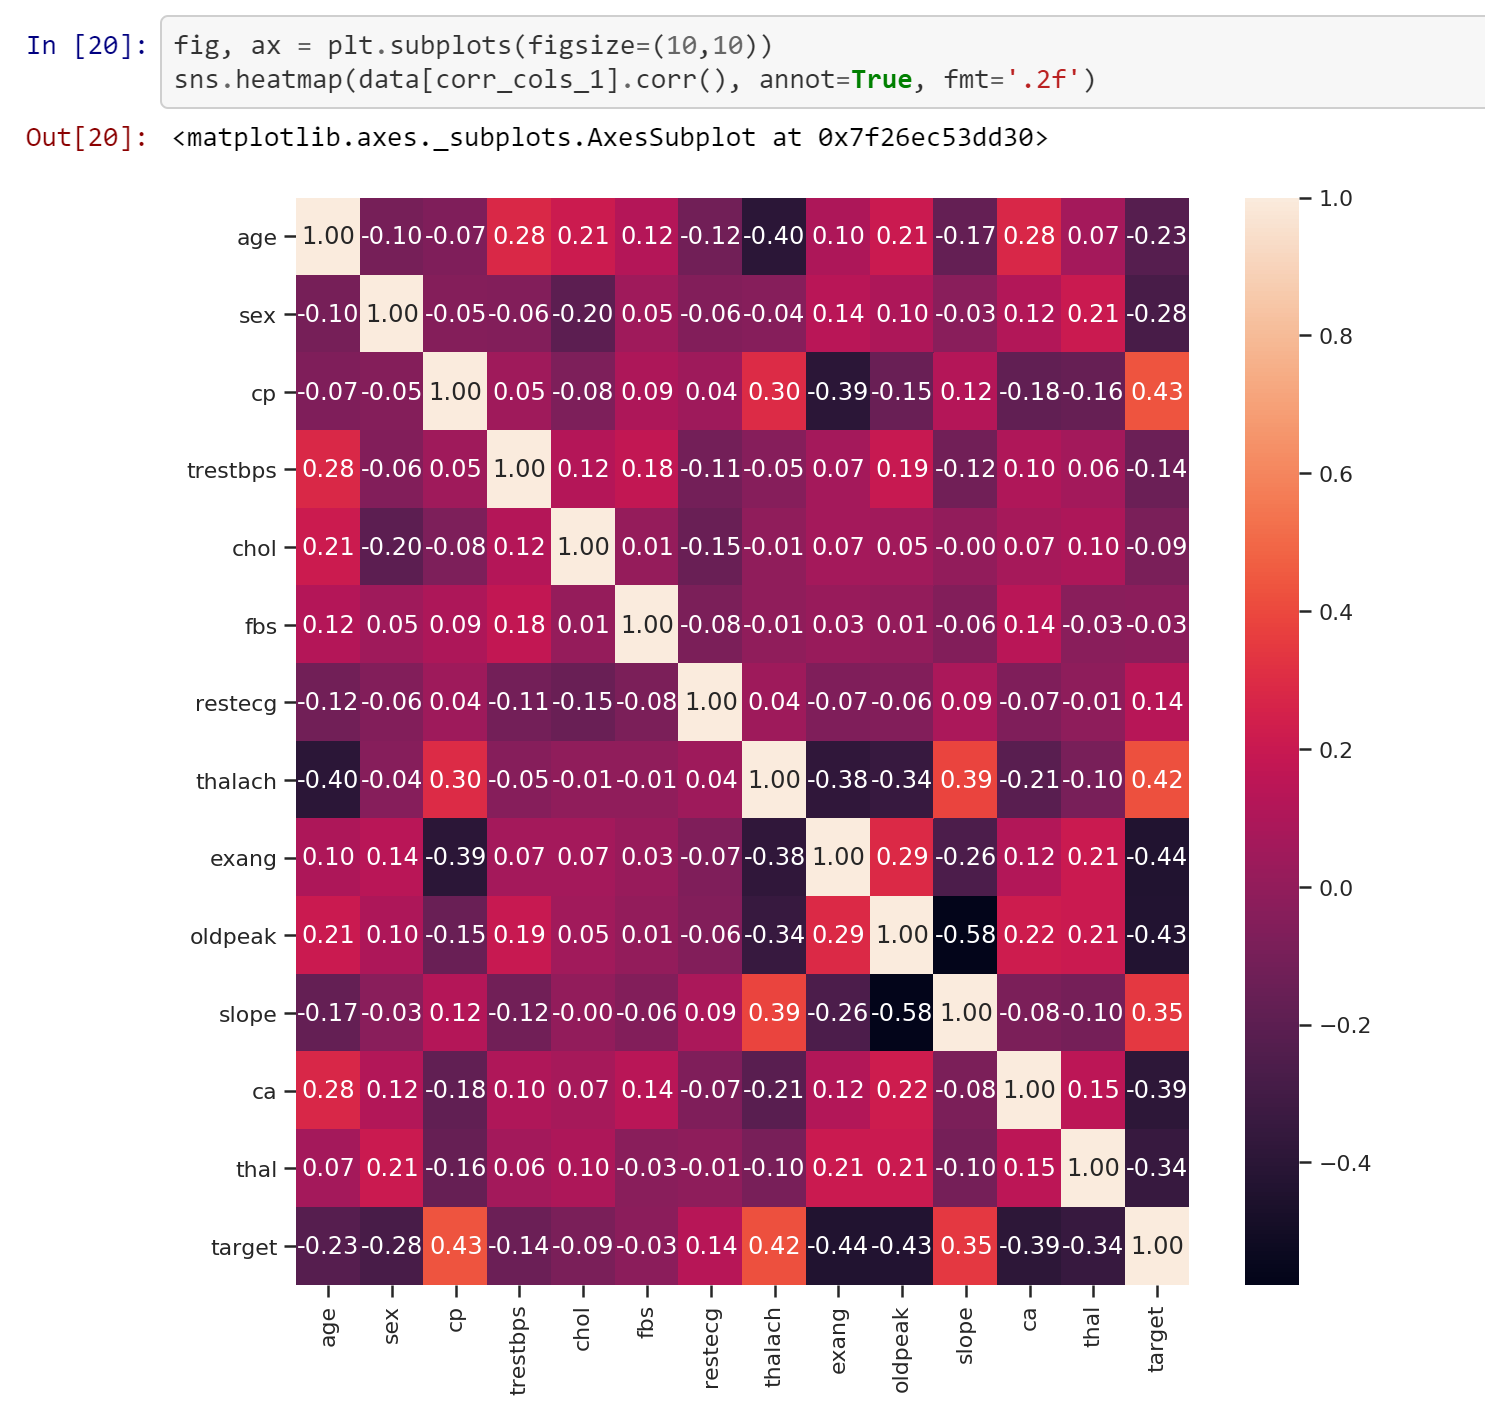 In [20]: fig, ax = plt.subplots(figsize=(10,10))
sns.heatmap(data[corr_cols_1].corr(), annot=True, fmt='.2f')
Out[20]: <matplotlib.axes._subplots.AxesSubplot at 0x7f26ec53dd30>
age 1.00 -0.10 -0.07 0.28 0.21 0.12 -0.12 -0.40 0.10 0.21 -0.17 0.28 0.07 -0.23
sex -0.10 1.00 -0.05 -0.06 -0.20 0.05 -0.06 -0.04 0.14 0.10 -0.03 0.12 0.21 -0.28
cp -0.07 -0.05 1.00 0.05 -0.08 0.09 0.04 0.30 -0.39 -0.15 0.12 -0.18 -0.16 0.43
trestbps 0.28 -0.06 0.05 1.00 0.12 0.18 -0.11 -0.05 0.07 0.19 -0.12 0.10 0.06 -0.14
chol 0.21 -0.20 -0.08 0.12 1.00 0.01 -0.15 -0.01 0.07 0.05 -0.00 0.07 0.10 -0.09
fbs 0.12 0.05 0.09 0.18 0.01 1.00 -0.08 -0.01 0.03 0.01 -0.06 0.14 -0.03 -0.03
restecg -0.12 -0.06 0.04 -0.11 -0.15 -0.08 1.00 0.04 -0.07 -0.06 0.09 -0.07 -0.01 0.14
thalach -0.40 -0.04 0.30 -0.05 -0.01 -0.01 0.04 1.00 -0.38 -0.34 0.39 -0.21 -0.10 0.42
exang 0.10 0.14 -0.39 0.07 0.07 0.03 -0.07 -0.38 1.00 0.29 -0.26 0.12 0.21 -0.44
oldpeak 0.21 0.10 -0.15 0.19 0.05 0.01 -0.06 -0.34 0.29 1.00 -0.58 0.22 0.21 -0.43
slope -0.17 -0.03 0.12 -0.12 -0.00 -0.06 0.09 0.39 -0.26 -0.58 1.00 -0.08 -0.10 0.35
ca 0.28 0.12 -0.18 0.10 0.07 0.14 -0.07 -0.21 0.12 0.22 -0.08 1.00 0.15 -0.39
thal 0.07 0.21 -0.16 0.06 0.10 -0.03 -0.01 -0.10 0.21 0.21 -0.10 0.15 1.00 -0.34
target -0.23 -0.28 0.43 -0.14 -0.09 -0.03 0.14 0.42 -0.44 -0.43 0.35 -0.39 -0.34 1.00
age sex cp trestbps chol fbs restecg thalach exang oldpeak slope ca thal target
1.0
0.8
0.6
0.4
0.2
0.0
−0.2
−0.4